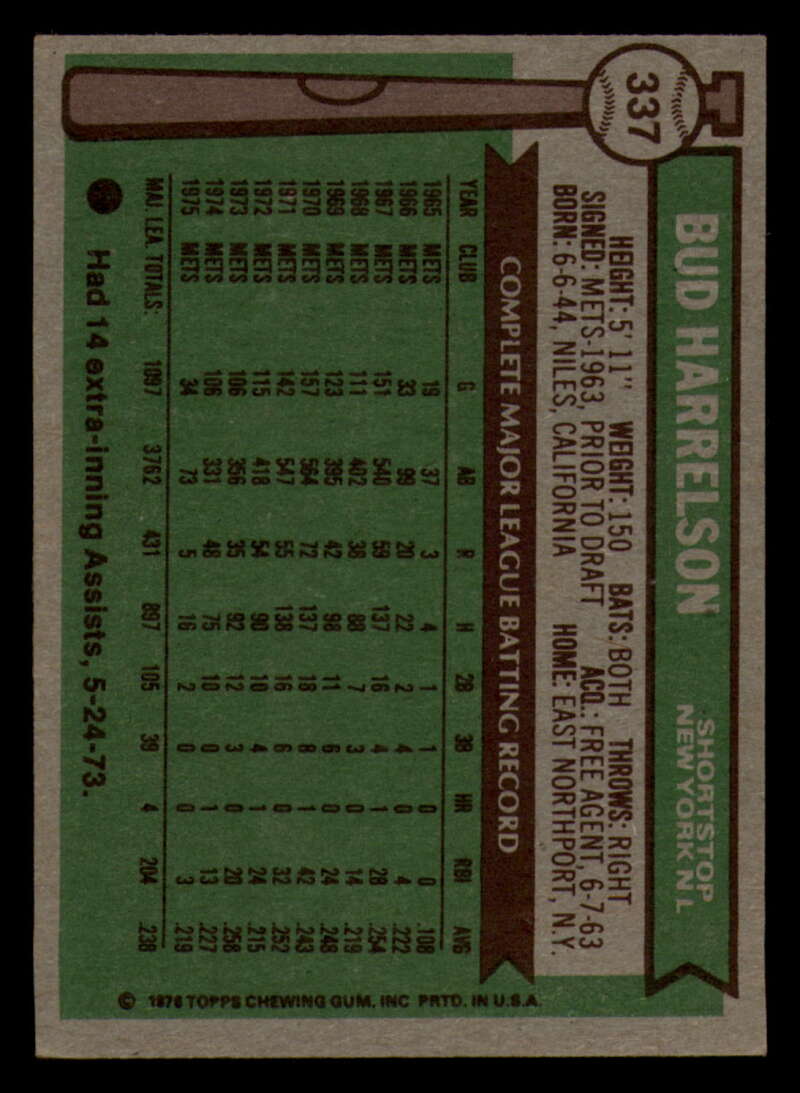 337
BUD HARRELSON
SHORTSTOP
NEW YORK N L
HEIGHT: 5' 11" WEIGHT: 150 BATS: BOTH THROWS: RIGHT
SIGNED: METS-1963, PRIOR TO DRAFT ACQ.: FREE AGENT, 6-7-63
BORN: 6-6-44, NILES, CALIFORNIA HOME: EAST NORTHPORT, N.Y.
COMPLETE MAJOR LEAGUE BATTING RECORD
YEAR CLUB G AB R H 2B 3B HR RBI AVG
1965 METS 19 37 3 4 1 1 0 0 .108
1966 METS 33 99 20 22 2 4 0 4 .222
1967 METS 151 540 59 137 16 4 1 28 .254
1968 METS 111 402 38 88 7 3 0 14 .219
1969 METS 123 395 42 98 11 6 0 24 .248
1970 METS 157 564 72 137 18 8 1 42 .243
1971 METS 142 547 55 138 16 6 0 32 .252
1972 METS 115 418 54 90 10 4 1 24 .215
1973 METS 106 356 35 92 12 3 0 20 .258
1974 METS 106 331 48 75 10 0 1 13 .227
1975 METS 34 73 5 16 2 0 0 3 .219
MAJ. LEA. TOTALS: 1097 3762 431 897 105 39 4 204 .238
Had 14 extra-inning Assists, 5-24-73.
© 1976 TOPPS CHEWING GUM, INC PRTD. IN U.S.A.